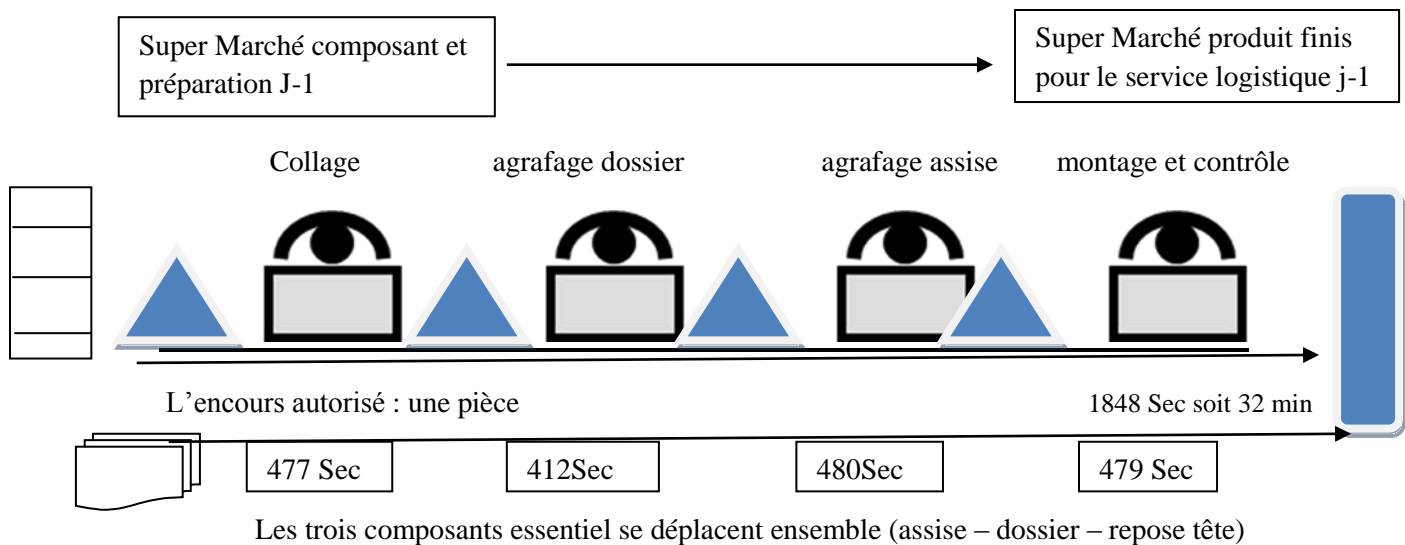 Super Marché composant et
préparation J-1
Super Marché produit finis
pour le service logistique j-1
Collage
agrafage dossier
agrafage assise
montage et contrôle
L’encours autorisé : une pièce
1848 Sec soit 32 min
477 Sec
412Sec
480Sec
479 Sec
Les trois composants essentiel se déplacent ensemble (assise – dossier – repose tête)